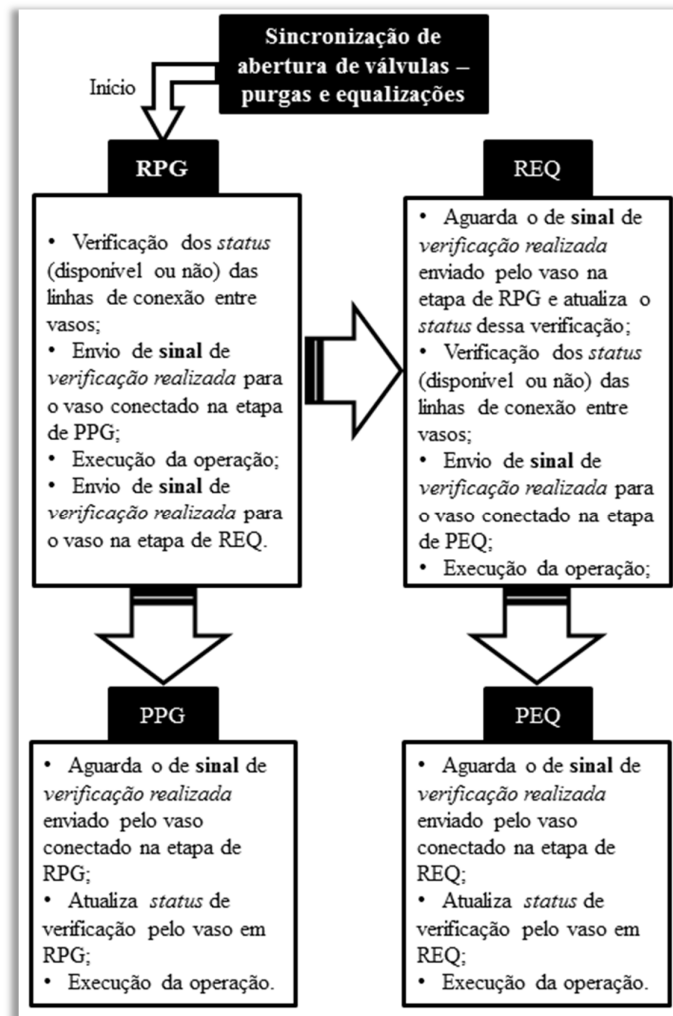 Sincronização de
abertura de válvulas –
purgas e equalizações
Início
RPG
• Verificação dos status
(disponível ou não) das
linhas de conexão entre
vasos;
• Envio de sinal de
verificação realizada para
o vaso conectado na etapa
de PPG;
• Execução da operação;
• Envio de sinal de
verificação realizada para
o vaso na etapa de REQ.
REQ
• Aguarda o de sinal de
verificação realizada
enviado pelo vaso na
etapa de RPG e atualiza o
status dessa verificação;
• Verificação dos status
(disponível ou não) das
linhas de conexão entre
vasos;
• Envio de sinal de
verificação realizada para
o vaso conectado na etapa
de PEQ;
• Execução da operação;
PPG
• Aguarda o de sinal de
verificação realizada
enviado pelo vaso
conectado na etapa de
RPG;
• Atualiza status de
verificação pelo vaso em
RPG;
• Execução da operação.
PEQ
• Aguarda o de sinal de
verificação realizada
enviado pelo vaso
conectado na etapa de
REQ;
• Atualiza status de
verificação pelo vaso em
REQ;
• Execução da operação.